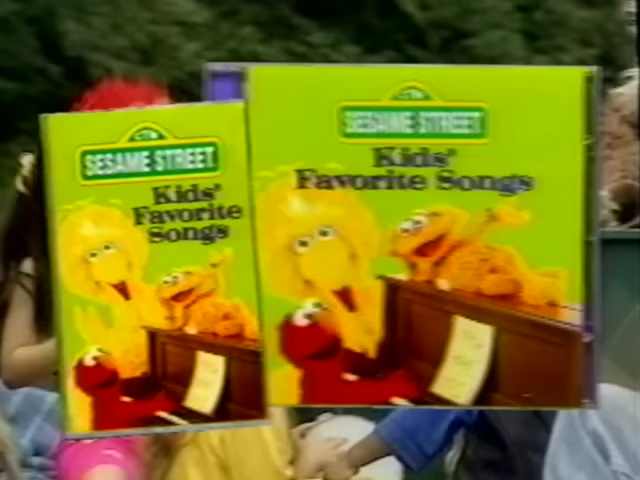 SESAME STREET
Kids'
Favorite
Songs
SESAME STREET
Kids'
Favorite Songs